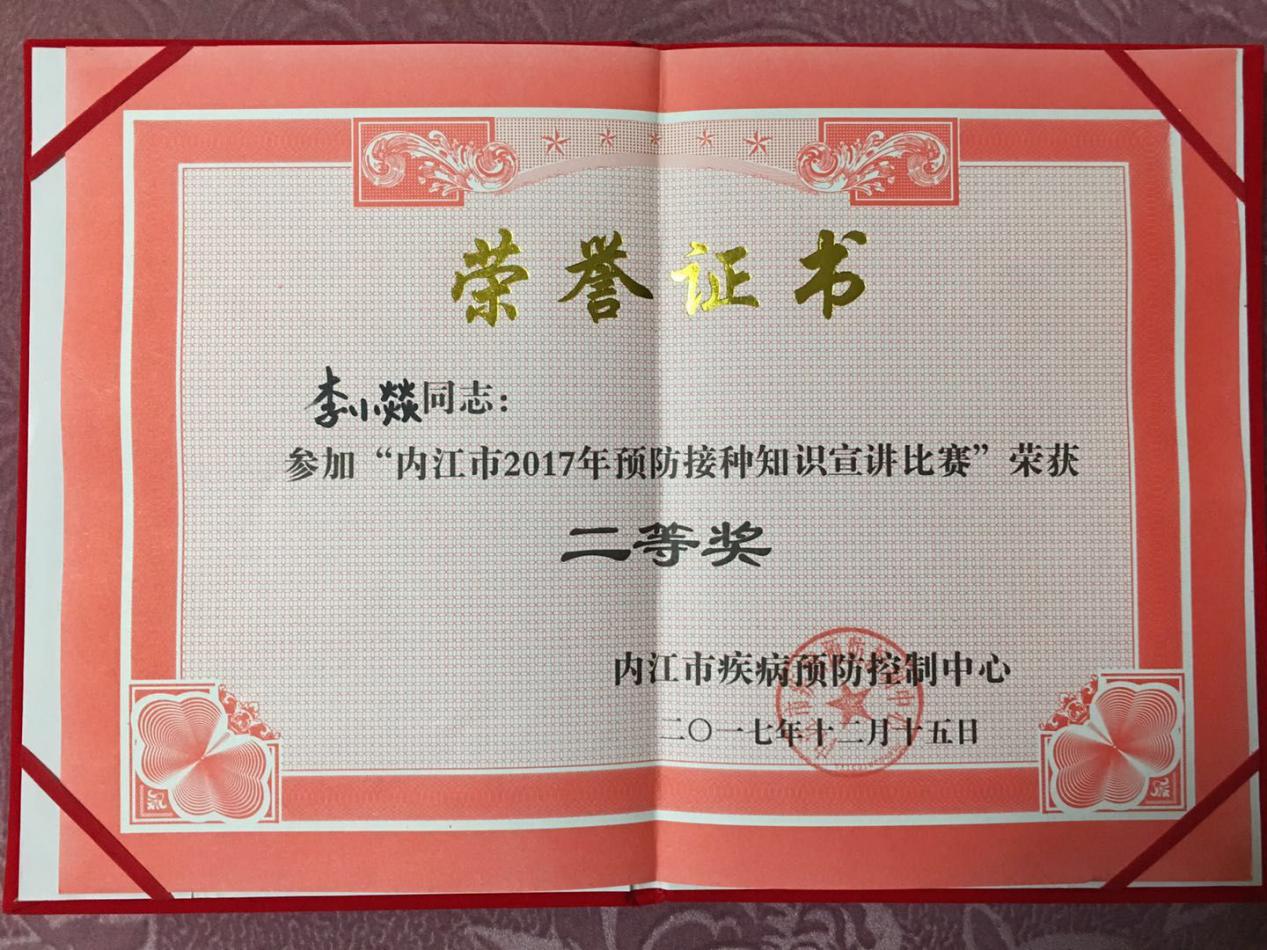 荣誉证书
李小燚同志：
参加“内江市2017年预防接种知识宣讲比赛”荣获
二等奖
内江市疾病预防控制中心
二〇一七年十二月十五日